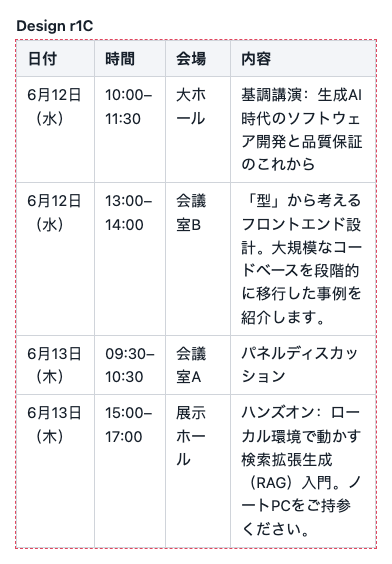 Design r1C
日付 時間 会場 内容
6月12日 10:00– 大ホ 基調講演：生成AI
（水） 11:30 ール 時代のソフトウェ
ア開発と品質保証
のこれから
6月12日 13:00– 会議 「型」から考える
（水） 14:00 室B フロントエンド設
計。大規模なコー
ドベースを段階的
に移行した事例を
紹介します。
6月13日 09:30– 会議 パネルディスカッ
（木） 10:30 室A ション
6月13日 15:00– 展示 ハンズオン：ロー
（木） 17:00 ホー カル環境で動かす
ル 検索拡張生成
（RAG）入門。ノ
ートPCをご持参
ください。